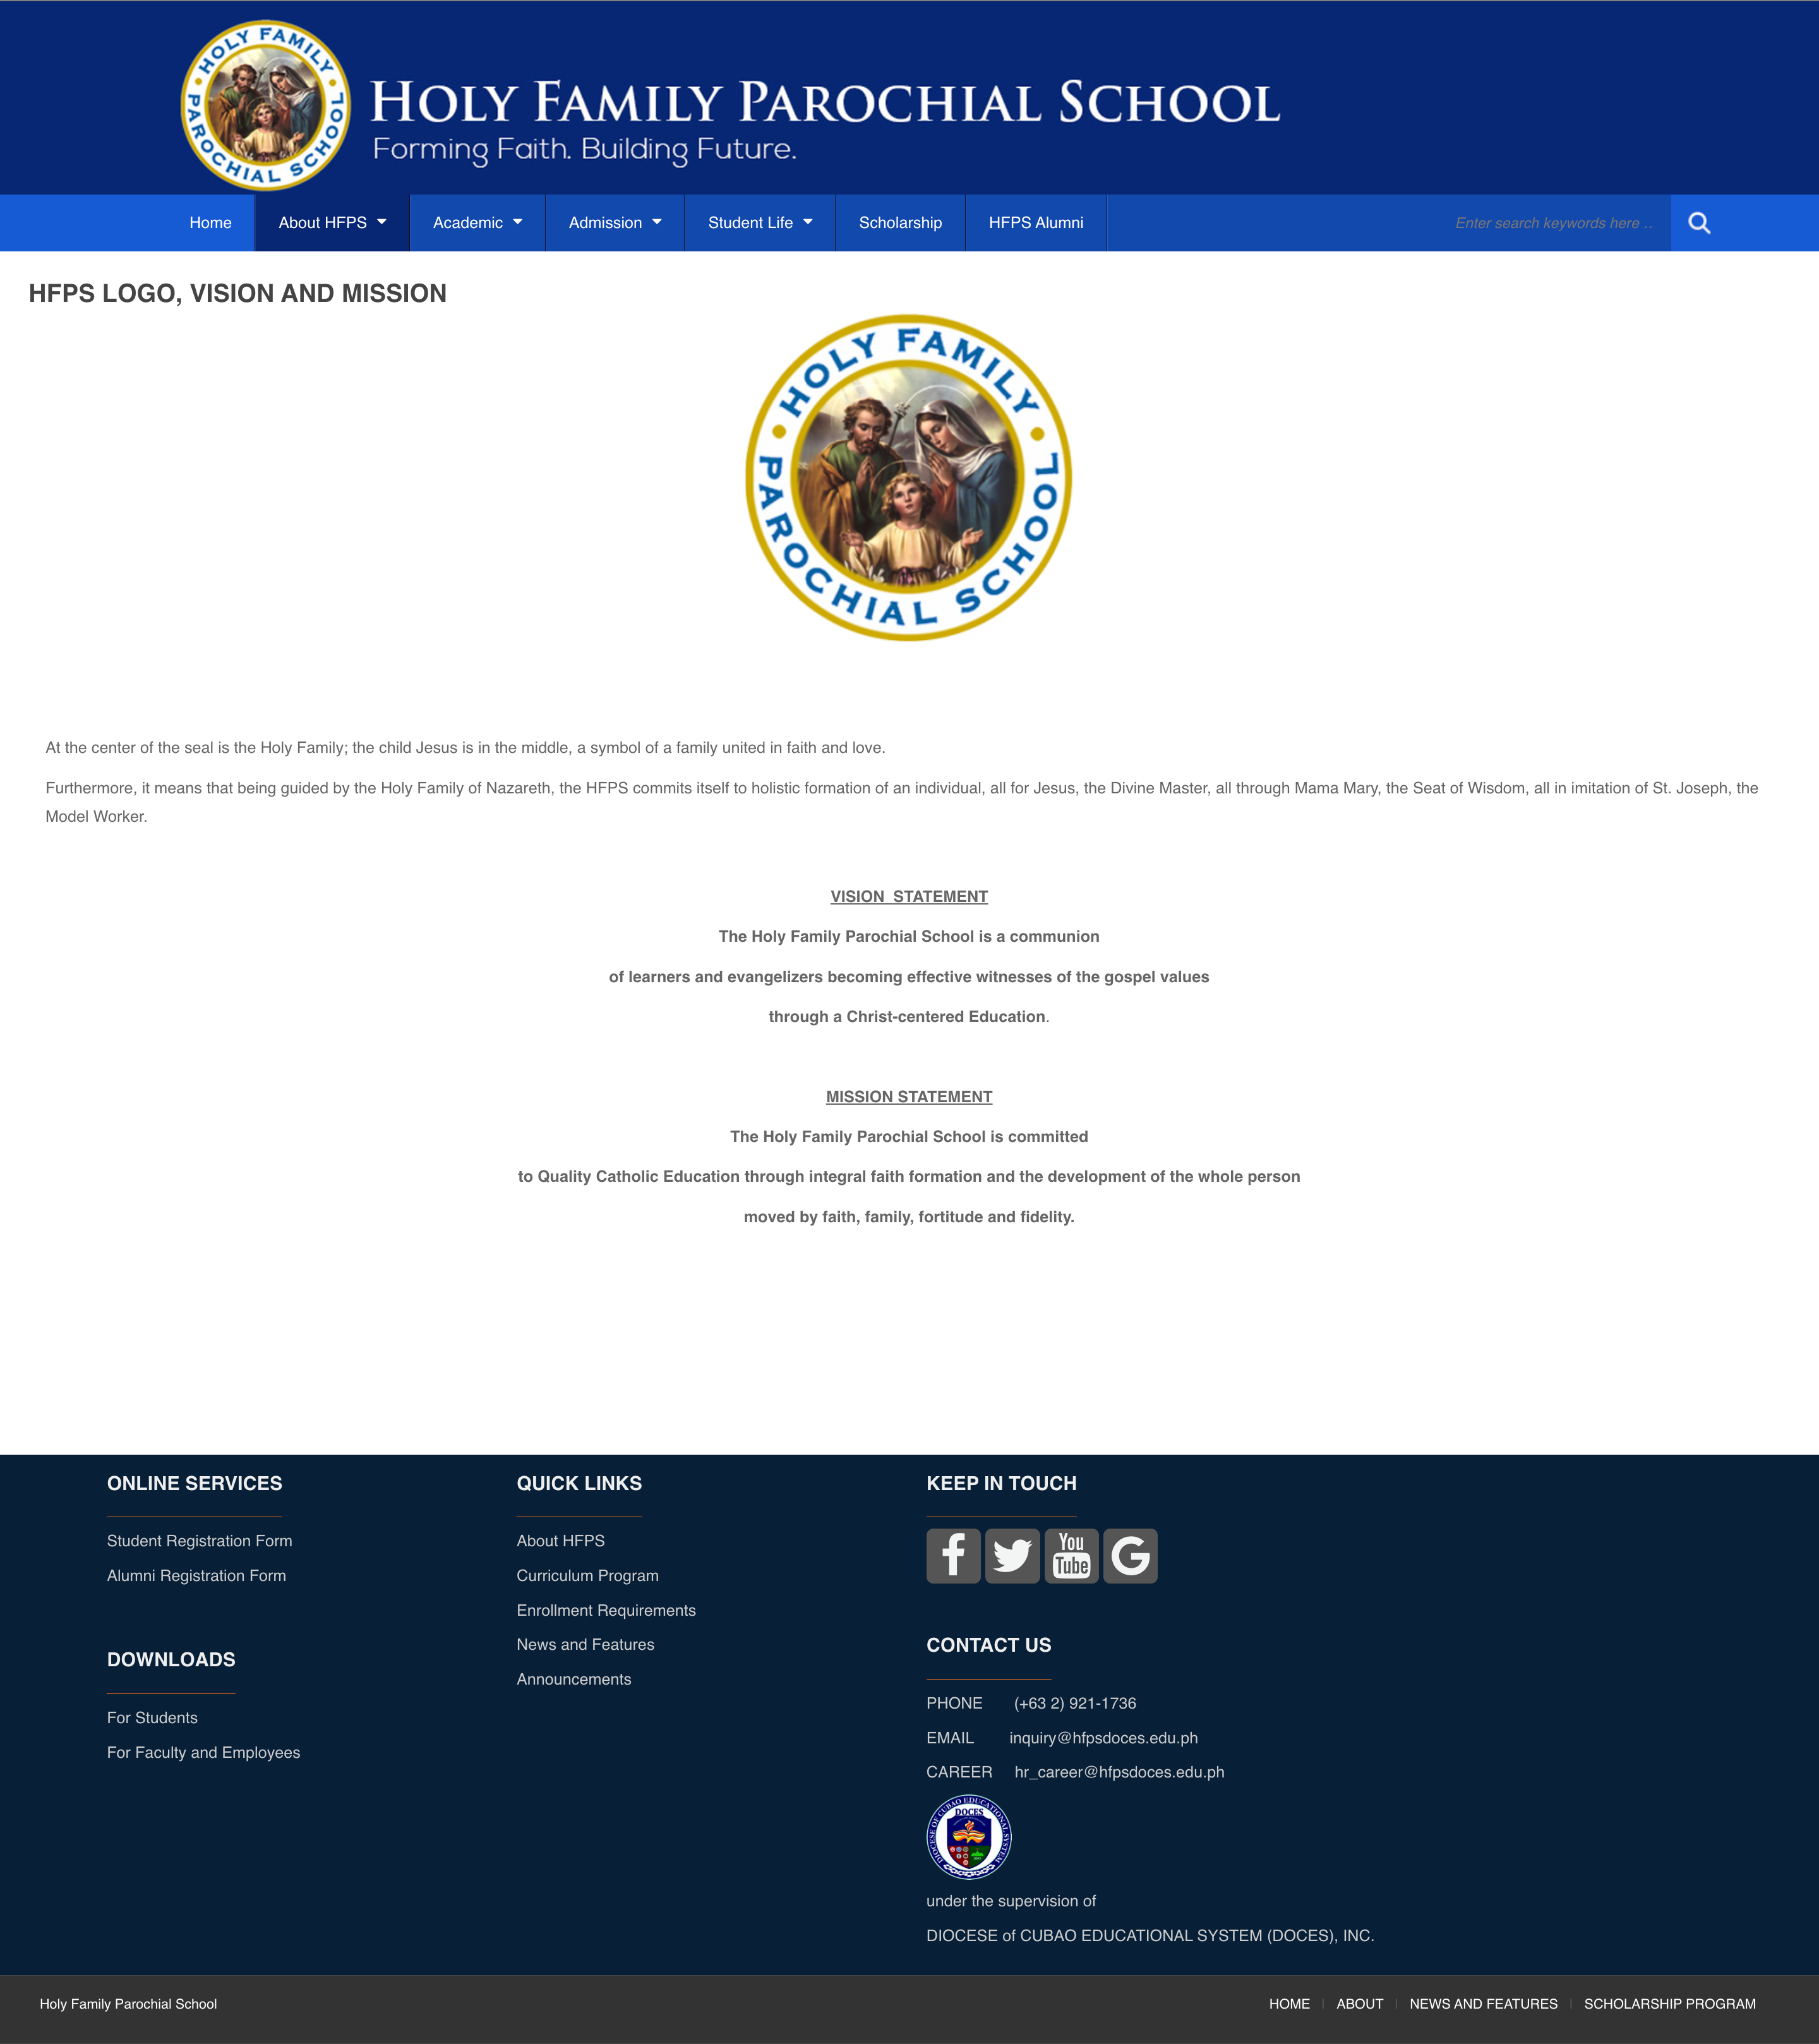 HOLY FAMILY PAROCHIAL SCHOOL
HOLY FAMILY PAROCHIAL SCHOOL
Forming Faith. Building Future.
Home
About HFPS
Academic
Admission
Student Life
Scholarship
HFPS Alumni
Enter search keywords here ..
HFPS LOGO, VISION AND MISSION
HOLY FAMILY PAROCHIAL SCHOOL
At the center of the seal is the Holy Family; the child Jesus is in the middle, a symbol of a family united in faith and love.
Furthermore, it means that being guided by the Holy Family of Nazareth, the HFPS commits itself to holistic formation of an individual, all for Jesus, the Divine Master, all through Mama Mary, the Seat of Wisdom, all in imitation of St. Joseph, the
Model Worker.
VISION STATEMENT
The Holy Family Parochial School is a communion
of learners and evangelizers becoming effective witnesses of the gospel values
through a Christ-centered Education.
MISSION STATEMENT
The Holy Family Parochial School is committed
to Quality Catholic Education through integral faith formation and the development of the whole person
moved by faith, family, fortitude and fidelity.
ONLINE SERVICES
Student Registration Form
Alumni Registration Form
DOWNLOADS
For Students
For Faculty and Employees
QUICK LINKS
About HFPS
Curriculum Program
Enrollment Requirements
News and Features
Announcements
KEEP IN TOUCH
You
Tube
CONTACT US
PHONE (+63 2) 921-1736
EMAIL inquiry@hfpsdoces.edu.ph
CAREER hr_career@hfpsdoces.edu.ph
DIOCESE OF CUBAO EDUCATIONAL SYSTEM
DOCES
under the supervision of
DIOCESE of CUBAO EDUCATIONAL SYSTEM (DOCES), INC.
Holy Family Parochial School
HOME | ABOUT | NEWS AND FEATURES | SCHOLARSHIP PROGRAM